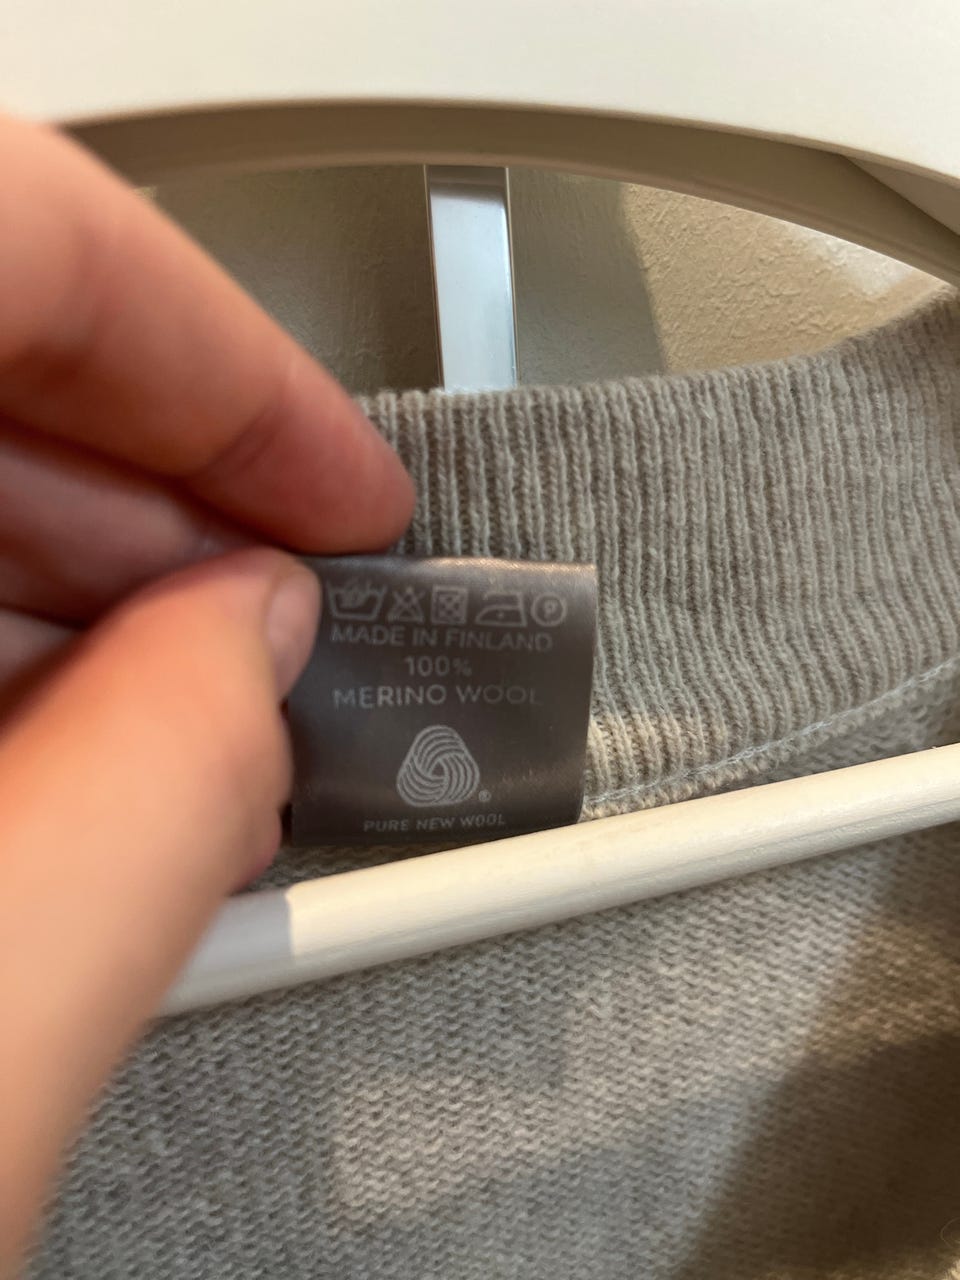 P
MADE IN FINLAND
100%
MERINO WOOL
®
PURE NEW WOOL